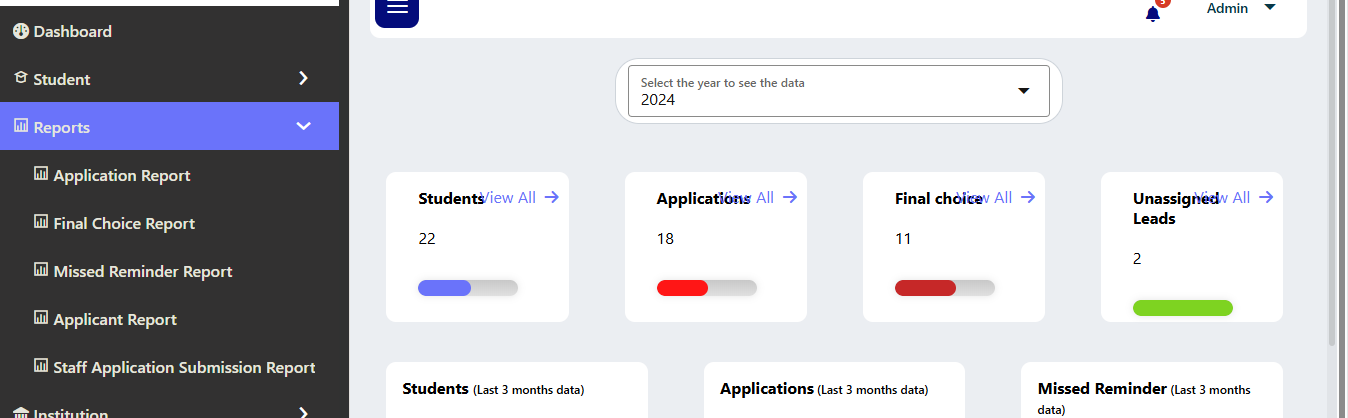 Dashboard
Student
Reports
Application Report
Final Choice Report
Missed Reminder Report
Applicant Report
Staff Application Submission Report
Institution
Admin
Select the year to see the data
2024
Students View All
22
Applications View All
18
Final choice View All
11
Unassigned View All
Leads
2
Students (Last 3 months data)
Applications (Last 3 months data)
Missed Reminder (Last 3 months
data)